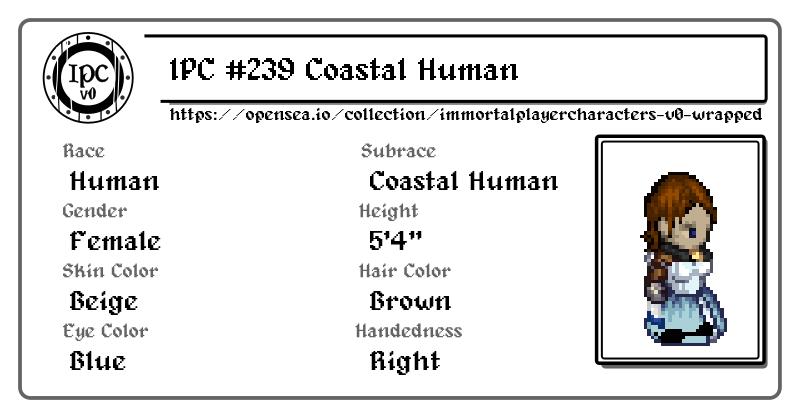 IPC
v0
IPC #239 Coastal Human
https://opensea.io/collection/immortalplayercharacters-v0-wrapped
Race
Subrace
Human
Coastal Human
Gender
Height
Female
5'4"
Skin Color
Hair Color
Beige
Brown
Eye Color
Handedness
Blue
Right